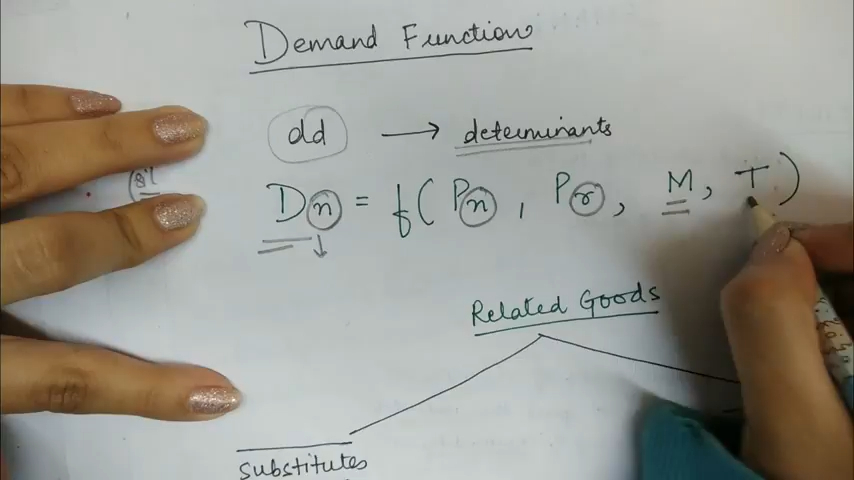 Demand Function
dd → determinants
Dn = f(Pn, Pr, M, T)
Related Goods
Substitutes